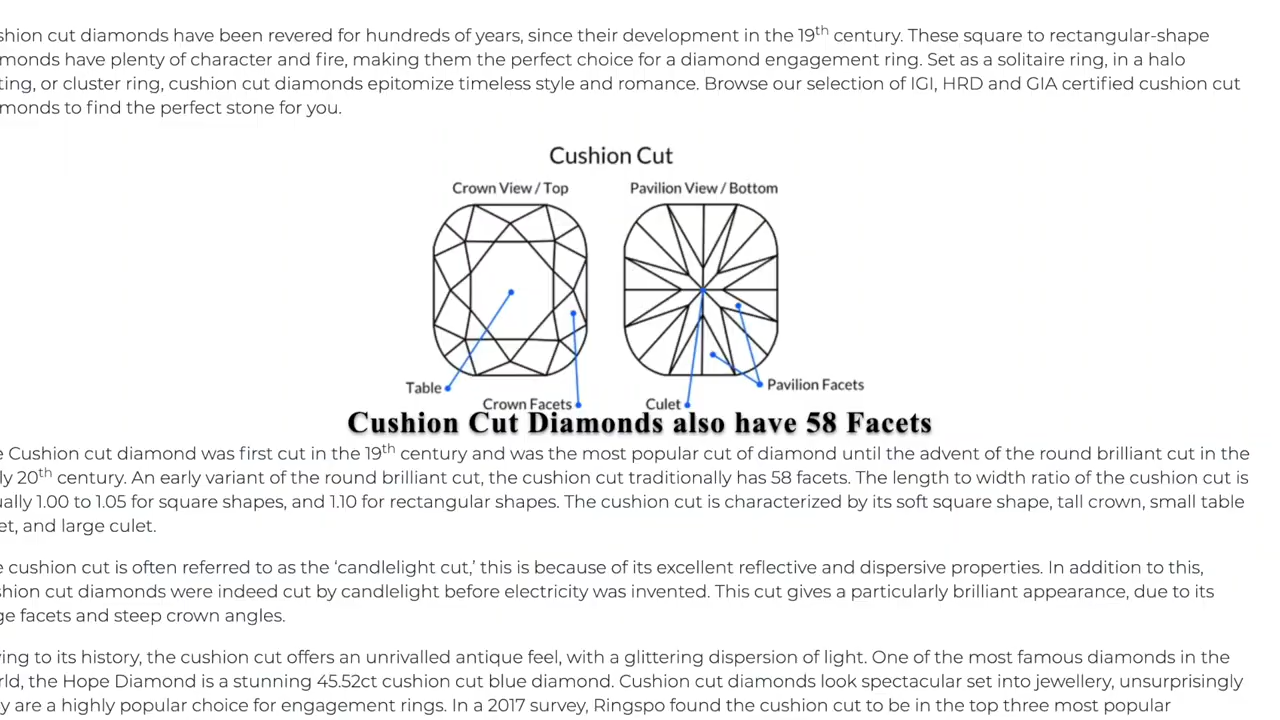 shion cut diamonds have been revered for hundreds of years, since their development in the 19th century. These square to rectangular-shape
monds have plenty of character and fire, making them the perfect choice for a diamond engagement ring. Set as a solitaire ring, in a halo
ting, or cluster ring, cushion cut diamonds epitomize timeless style and romance. Browse our selection of IGI, HRD and GIA certified cushion cut
monds to find the perfect stone for you.
Cushion Cut
Crown View / Top
Pavilion View / Bottom
Table
Crown Facets
Culet
Pavilion Facets
Cushion Cut Diamonds also have 58 Facets
e Cushion cut diamond was first cut in the 19th century and was the most popular cut of diamond until the advent of the round brilliant cut in the
ly 20th century. An early variant of the round brilliant cut, the cushion cut traditionally has 58 facets. The length to width ratio of the cushion cut is
ually 1.00 to 1.05 for square shapes, and 1.10 for rectangular shapes. The cushion cut is characterized by its soft square shape, tall crown, small table
et, and large culet.
e cushion cut is often referred to as the ‘candlelight cut,’ this is because of its excellent reflective and dispersive properties. In addition to this,
shion cut diamonds were indeed cut by candlelight before electricity was invented. This cut gives a particularly brilliant appearance, due to its
ge facets and steep crown angles.
ing to its history, the cushion cut offers an unrivalled antique feel, with a glittering dispersion of light. One of the most famous diamonds in the
rld, the Hope Diamond is a stunning 45.52ct cushion cut blue diamond. Cushion cut diamonds look spectacular set into jewellery, unsurprisingly
y are a highly popular choice for engagement rings. In a 2017 survey, Ringspo found the cushion cut to be in the top three most popular